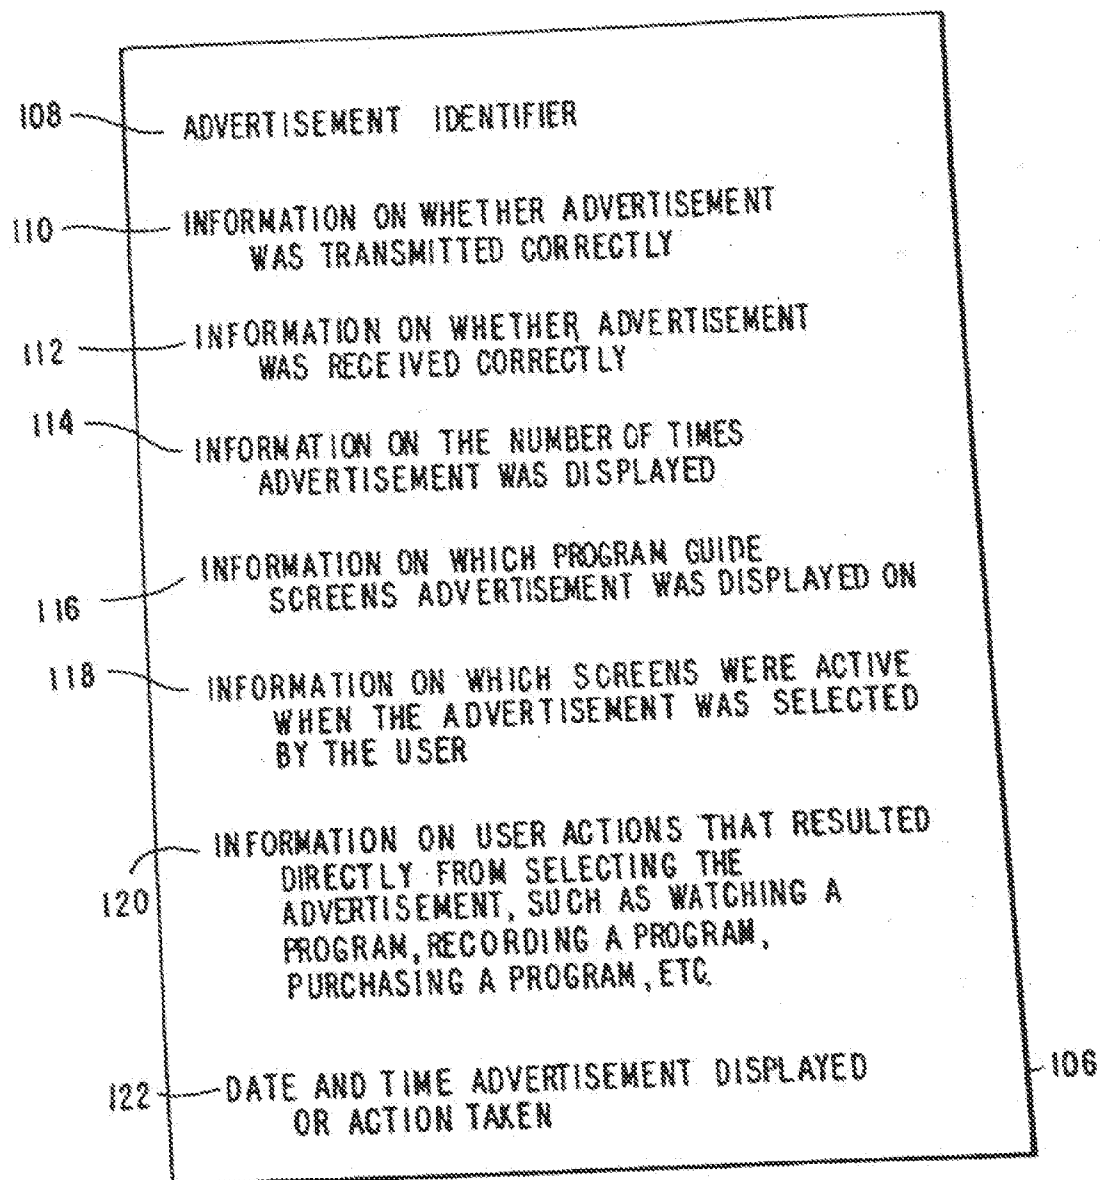 108 ADVERTISEMENT IDENTIFIER
110 INFORMATION ON WHETHER ADVERTISEMENT
WAS TRANSMITTED CORRECTLY
112 INFORMATION ON WHETHER ADVERTISEMENT
WAS RECEIVED CORRECTLY
114 INFORMATION ON THE NUMBER OF TIMES
ADVERTISEMENT WAS DISPLAYED
116 INFORMATION ON WHICH PROGRAM GUIDE
SCREENS ADVERTISEMENT WAS DISPLAYED ON
118 INFORMATION ON WHICH SCREENS WERE ACTIVE
WHEN THE ADVERTISEMENT WAS SELECTED
BY THE USER
120 INFORMATION ON USER ACTIONS THAT RESULTED
DIRECTLY FROM SELECTING THE
ADVERTISEMENT, SUCH AS WATCHING A
PROGRAM, RECORDING A PROGRAM,
PURCHASING A PROGRAM, ETC.
122 DATE AND TIME ADVERTISEMENT DISPLAYED 106
OR ACTION TAKEN